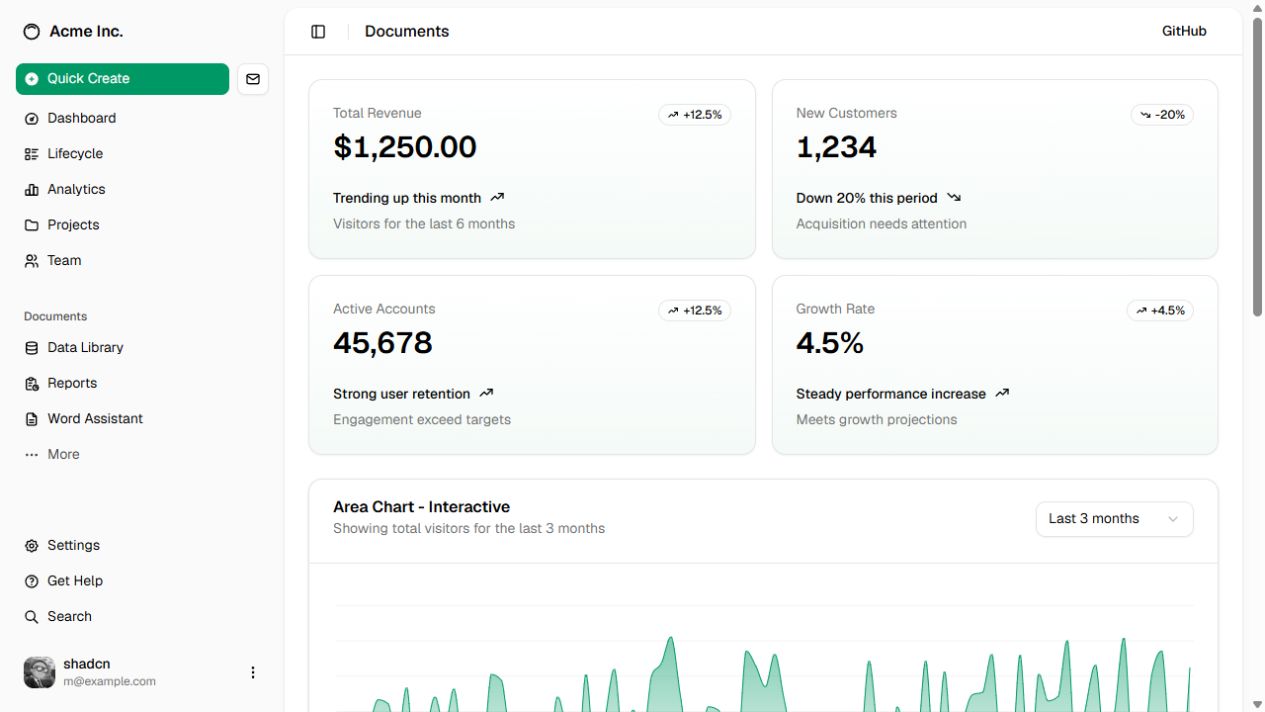 Acme Inc.
Quick Create
Dashboard
Lifecycle
Analytics
Projects
Team
Documents
Data Library
Reports
Word Assistant
More
Settings
Get Help
Search
shadcn
m@example.com
Documents
GitHub
Total Revenue
+12.5%
$1,250.00
Trending up this month
Visitors for the last 6 months
New Customers
-20%
1,234
Down 20% this period
Acquisition needs attention
Active Accounts
+12.5%
45,678
Strong user retention
Engagement exceed targets
Growth Rate
+4.5%
4.5%
Steady performance increase
Meets growth projections
Area Chart - Interactive
Showing total visitors for the last 3 months
Last 3 months